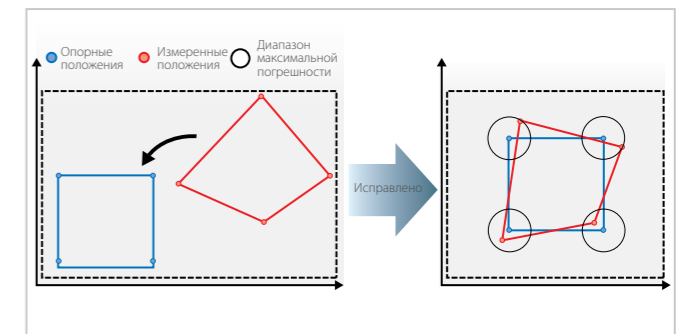 Опорные
положения
Измеренные
положения
Диапазон
максимальной
погрешности
Исправлено